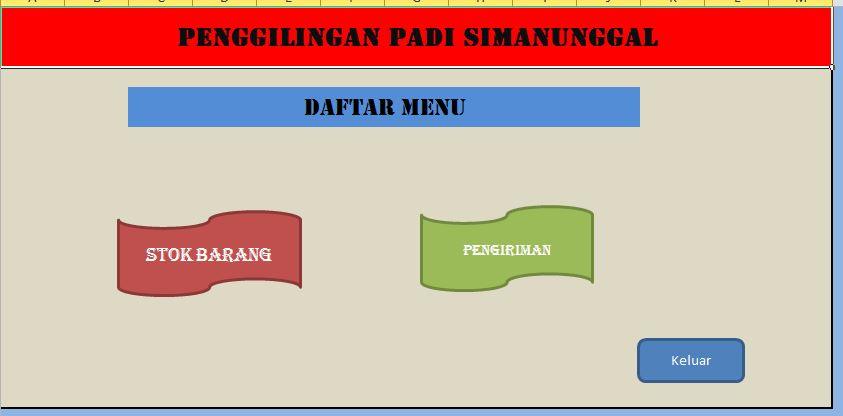 PENGGILINGAN PADI SIMANUNGGAL
DAFTAR MENU
STOK BARANG
PENGIRIMAN
Keluar